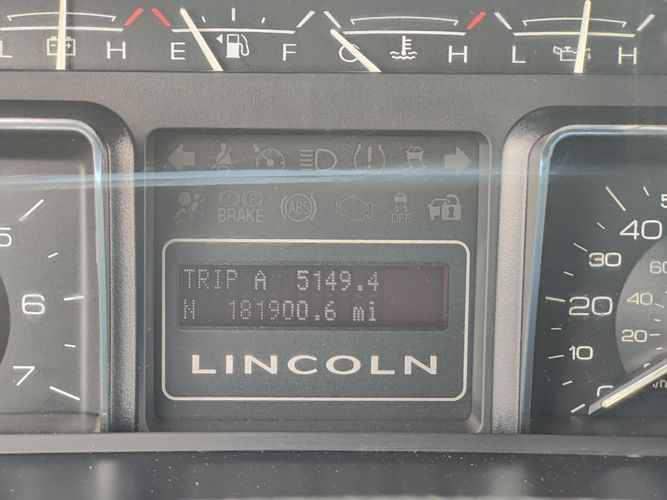 L H E F C H L H
BRAKE ABS OFF
TRIP A 5149.4
N 181900.6 mi
LINCOLN
5
6
7
40
30
60
20
40
10
20
0